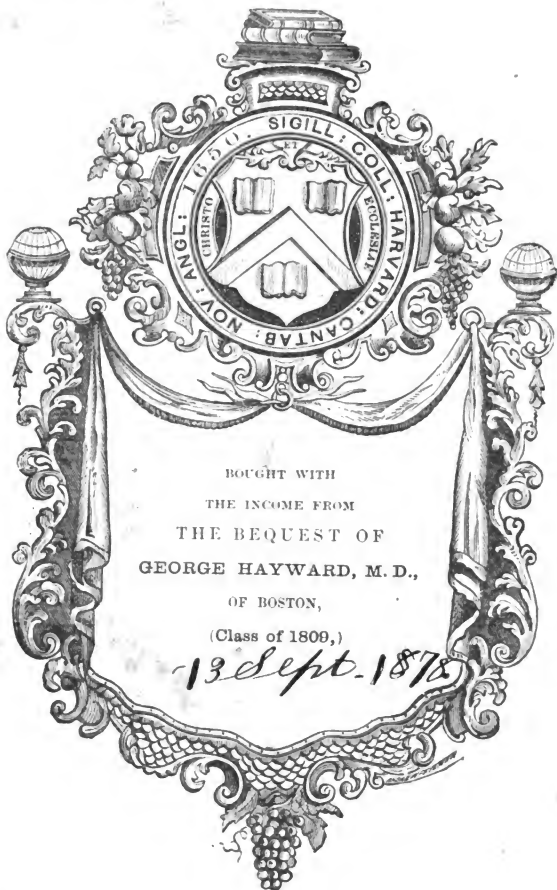 SIGILL: COLL: HARVARD: CANTAB: NOV: ANGL: 1650.
ET
CHRISTO
ECCLESIAE
BOUGHT WITH
THE INCOME FROM
THE BEQUEST OF
GEORGE HAYWARD, M. D.,
OF BOSTON,
(Class of 1809,)
13 Sept. 1878